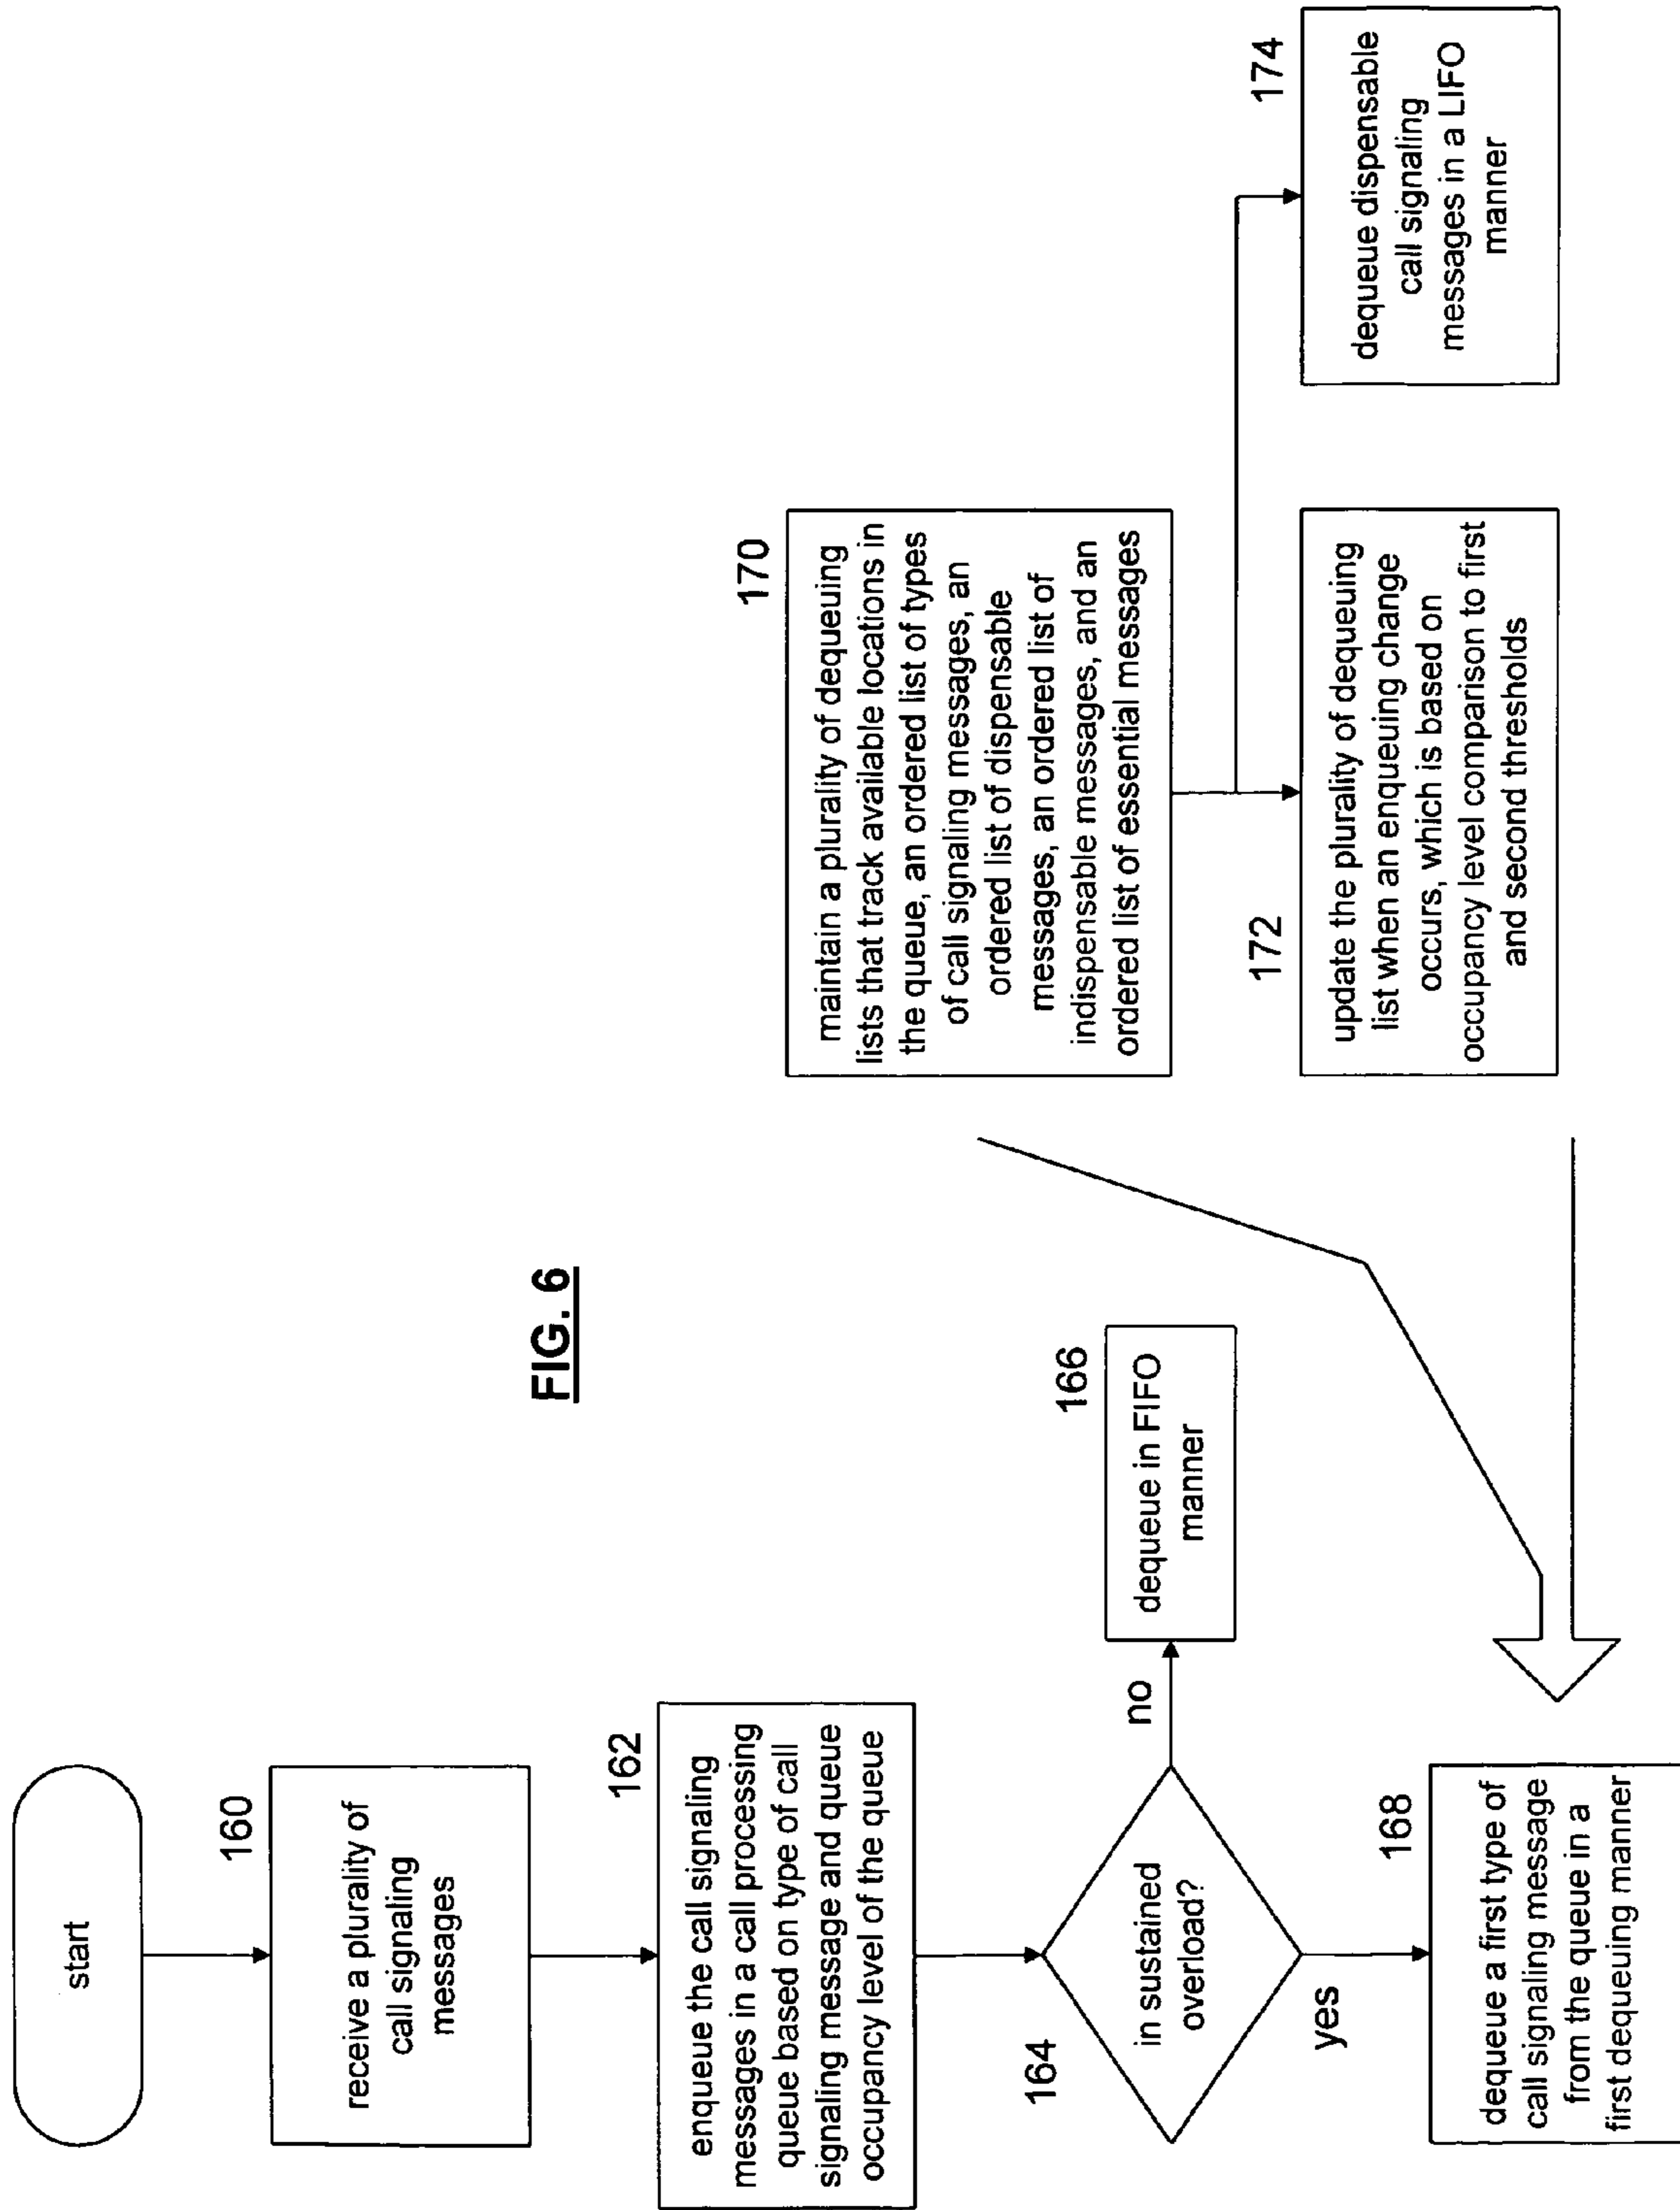 start
160
receive a plurality of
call signaling
messages
162
enqueue the call signaling
messages in a call processing
queue based on type of call
signaling message and queue
occupancy level of the queue
164
in sustained
overload?
no
166
dequeue in FIFO
manner
yes
168
dequeue a first type of
call signaling message
from the queue in a
first dequeuing manner
FIG. 6
170
maintain a plurality of dequeuing
lists that track available locations in
the queue, an ordered list of types
of call signaling messages, an
ordered list of dispensable
messages, an ordered list of
indispensable messages, and an
ordered list of essential messages
172
update the plurality of dequeuing
list when an enqueuing change
occurs, which is based on
occupancy level comparison to first
and second thresholds
174
dequeue dispensable
call signaling
messages in a LIFO
manner